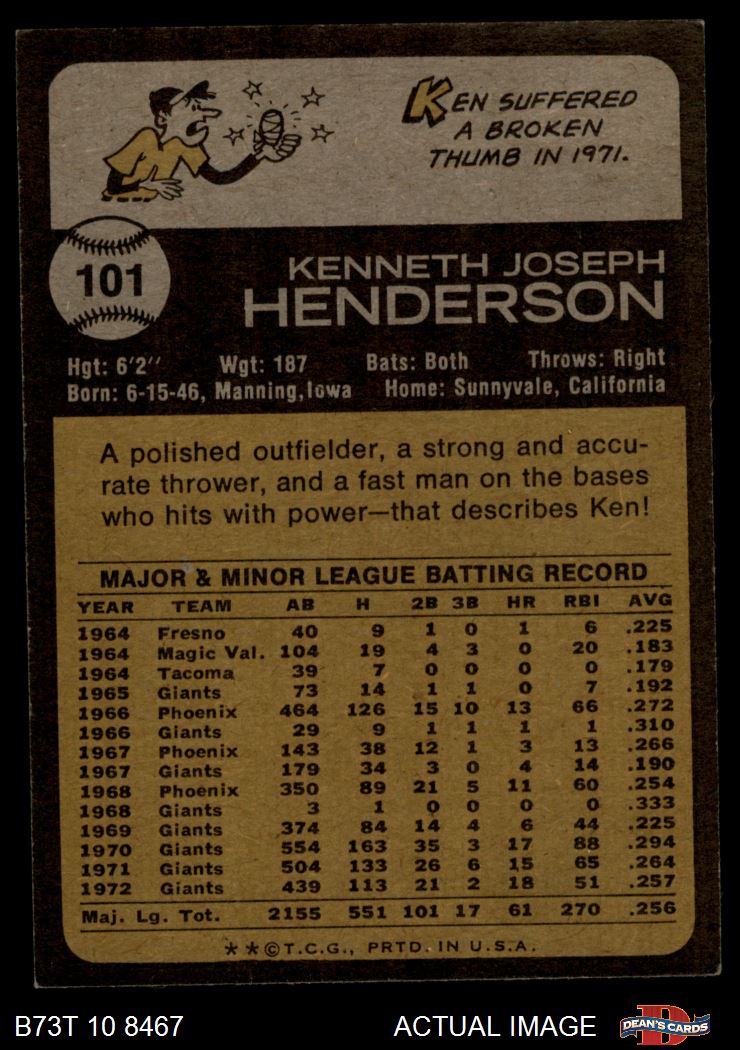 KEN SUFFERED
A BROKEN
THUMB IN 1971.
101
KENNETH JOSEPH
HENDERSON
Hgt: 6'2" Wgt: 187 Bats: Both Throws: Right
Born: 6-15-46, Manning, Iowa Home: Sunnyvale, California
A polished outfielder, a strong and accu-
rate thrower, and a fast man on the bases
who hits with power—that describes Ken!
MAJOR & MINOR LEAGUE BATTING RECORD
YEAR TEAM AB H 2B 3B HR RBI AVG
1964 Fresno 40 9 1 0 1 6 .225
1964 Magic Val. 104 19 4 3 0 20 .183
1964 Tacoma 39 7 0 0 0 0 .179
1965 Giants 73 14 1 1 0 7 .192
1966 Phoenix 464 126 15 10 13 66 .272
1966 Giants 29 9 1 1 1 1 .310
1967 Phoenix 143 38 12 1 3 13 .266
1967 Giants 179 34 3 0 4 14 .190
1968 Phoenix 350 89 21 5 11 60 .254
1968 Giants 3 1 0 0 0 0 .333
1969 Giants 374 84 14 4 6 44 .225
1970 Giants 554 163 35 3 17 88 .294
1971 Giants 504 133 26 6 15 65 .264
1972 Giants 439 113 21 2 18 51 .257
Maj. Lg. Tot. 2155 551 101 17 61 270 .256
**©T.C.G., PRTD. IN U.S.A.
B73T 10 8467 ACTUAL IMAGE D DEAN'S CARDS